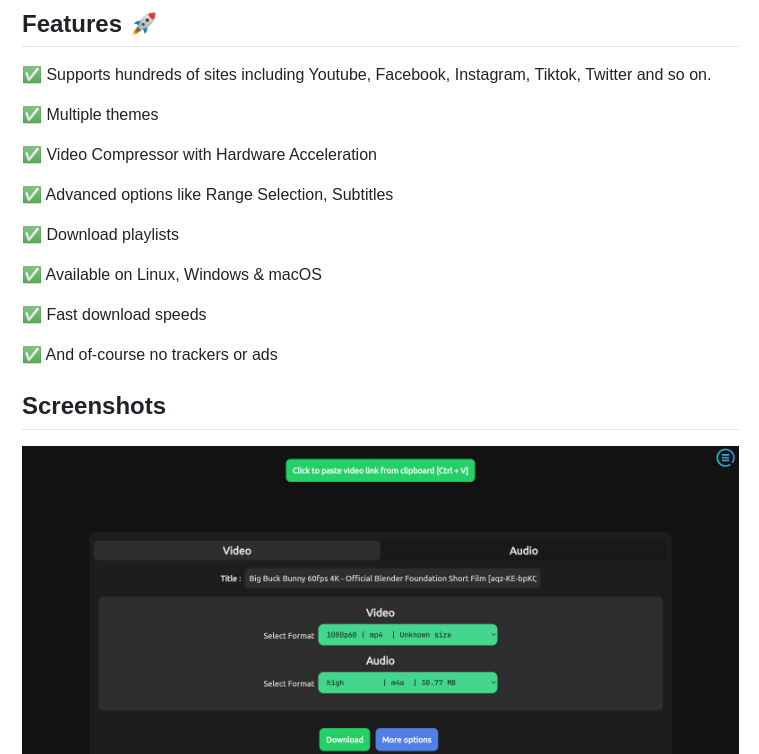 Features 🚀
✅ Supports hundreds of sites including Youtube, Facebook, Instagram, Tiktok, Twitter and so on.
✅ Multiple themes
✅ Video Compressor with Hardware Acceleration
✅ Advanced options like Range Selection, Subtitles
✅ Download playlists
✅ Available on Linux, Windows & macOS
✅ Fast download speeds
✅ And of-course no trackers or ads
Screenshots
Click to paste video link from clipboard [Ctrl + V]
Video Audio
Title : Big Buck Bunny 60fps 4K - Official Blender Foundation Short Film [aqz-KE-bpKQ
Video
Select Format 1080p60 | mp4 | Unknown size
Audio
Select Format high | m4a | 30.77 MB
Download More options